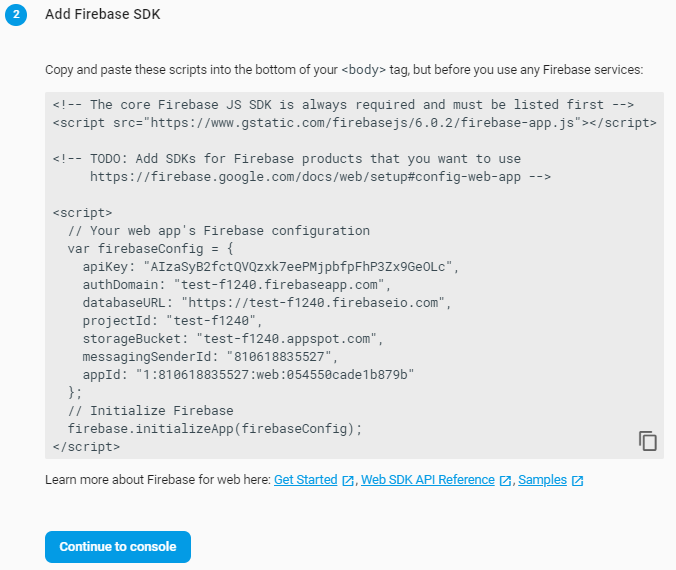 2 Add Firebase SDK
Copy and paste these scripts into the bottom of your <body> tag, but before you use any Firebase services:
<!-- The core Firebase JS SDK is always required and must be listed first -->
<script src="https://www.gstatic.com/firebasejs/6.0.2/firebase-app.js"></script>
<!-- TODO: Add SDKs for Firebase products that you want to use
https://firebase.google.com/docs/web/setup#config-web-app -->
<script>
// Your web app's Firebase configuration
var firebaseConfig = {
apiKey: "AIzaSyB2fctQVQzxk7eePMjpbfpFhP3Zx9GeOLc",
authDomain: "test-f1240.firebaseapp.com",
databaseURL: "https://test-f1240.firebaseio.com",
projectId: "test-f1240",
storageBucket: "test-f1240.appspot.com",
messagingSenderId: "810618835527",
appId: "1:810618835527:web:054550cade1b879b"
};
// Initialize Firebase
firebase.initializeApp(firebaseConfig);
</script>
Learn more about Firebase for web here: Get Started, Web SDK API Reference, Samples
Continue to console